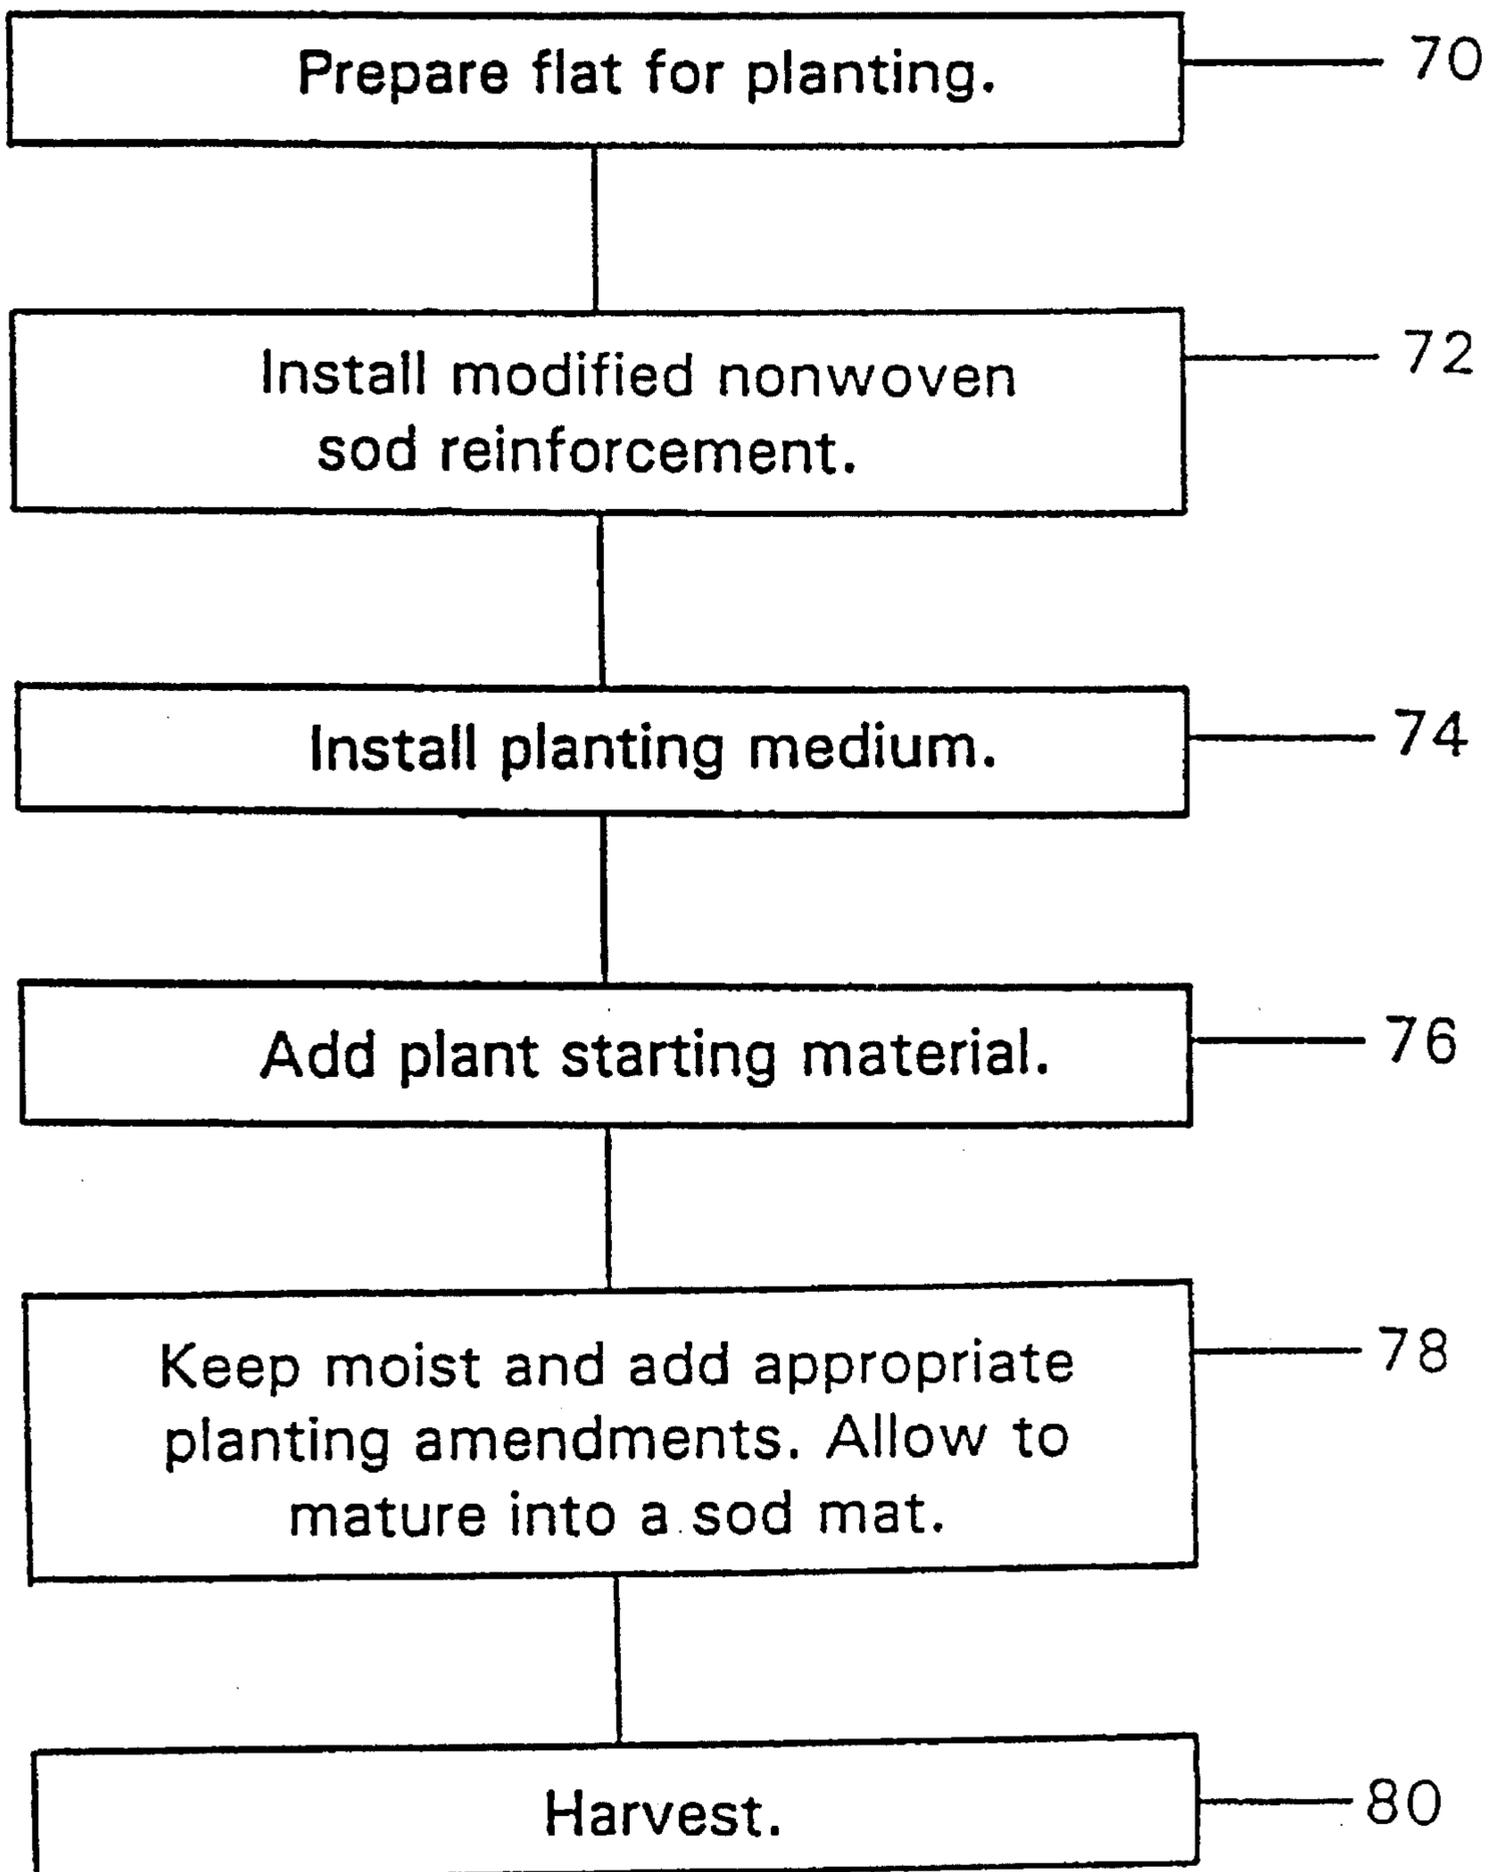 Prepare flat for planting.
70
Install modified nonwoven
sod reinforcement.
72
Install planting medium.
74
Add plant starting material.
76
Keep moist and add appropriate
planting amendments. Allow to
mature into a sod mat.
78
Harvest.
80